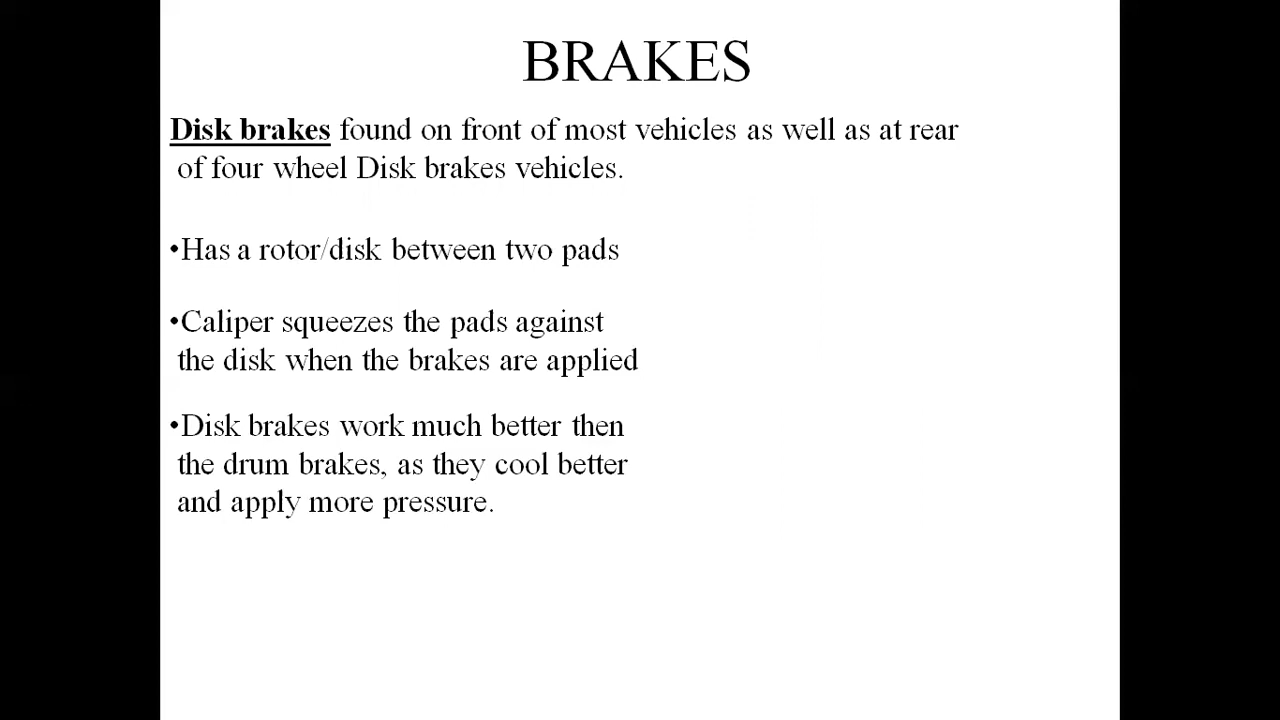 BRAKES
Disk brakes found on front of most vehicles as well as at rear
of four wheel Disk brakes vehicles.
•Has a rotor/disk between two pads
•Caliper squeezes the pads against
the disk when the brakes are applied
•Disk brakes work much better then
the drum brakes, as they cool better
and apply more pressure.